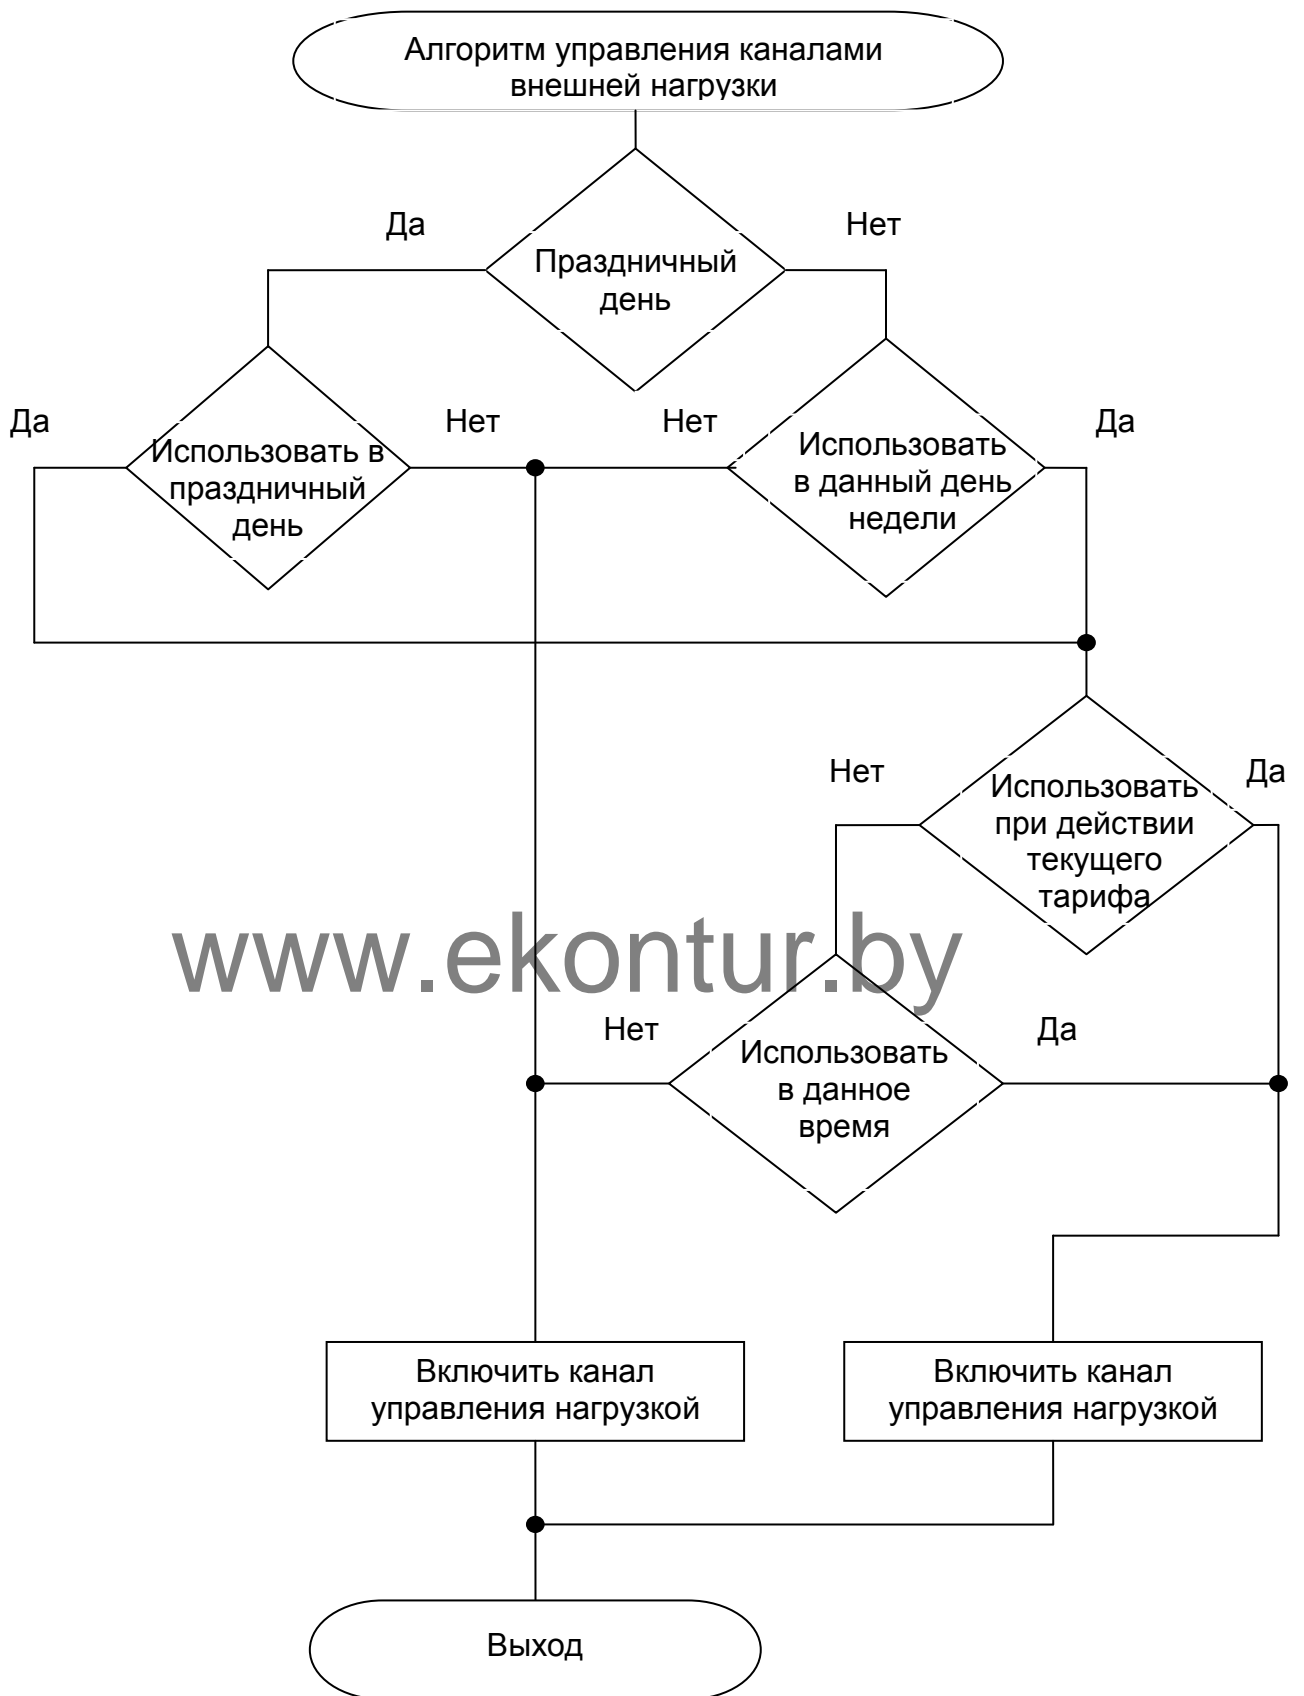 Алгоритм управления каналами
внешней нагрузки
Да
Нет
Праздничный
день
Да
Нет
Нет
Да
Использовать в
праздничный
день
Использовать
в данный день
недели
Нет
Да
Использовать
при действии
текущего
тарифа
www.ekontur.by
Нет
Да
Использовать
в данное
время
Включить канал
управления нагрузкой
Включить канал
управления нагрузкой
Выход